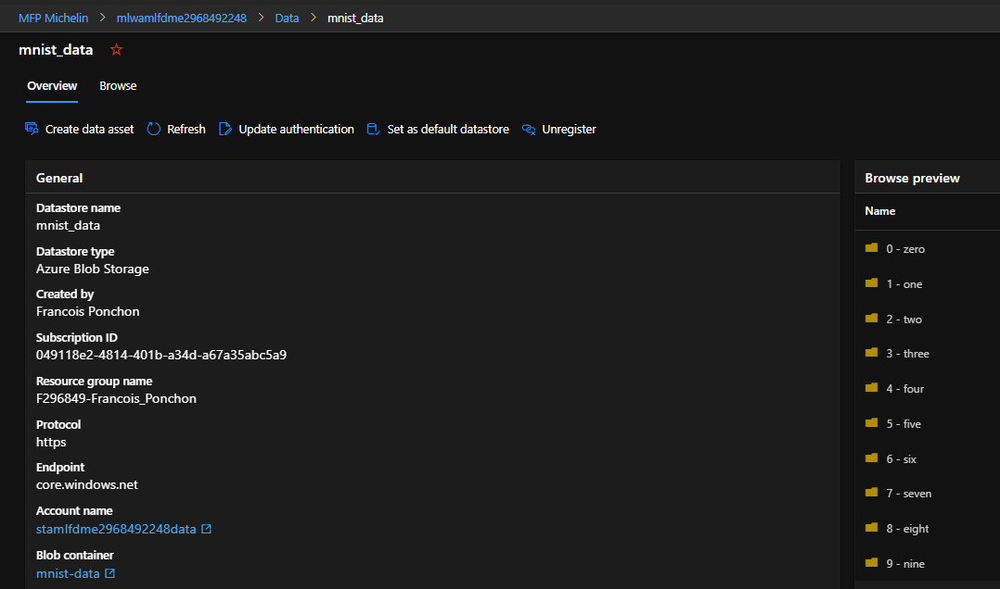 MFP Michelin > mlwamlfdme2968492248 > Data > mnist_data
mnist_data
Overview Browse
Create data asset Refresh Update authentication Set as default datastore Unregister
General
Datastore name
mnist_data
Datastore type
Azure Blob Storage
Created by
Francois Ponchon
Subscription ID
049118e2-4814-401b-a34d-a67a35abc5a9
Resource group name
F296849-Francois_Ponchon
Protocol
https
Endpoint
core.windows.net
Account name
stamlfdme2968492248data
Blob container
mnist-data
Browse preview
Name
0 - zero
1 - one
2 - two
3 - three
4 - four
5 - five
6 - six
7 - seven
8 - eight
9 - nine